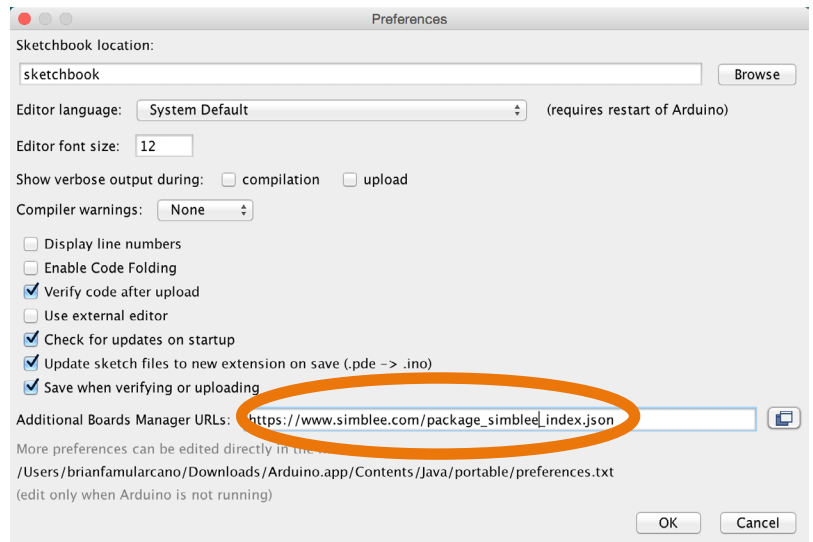 Preferences
Sketchbook location:
sketchbook
Browse
Editor language: System Default (requires restart of Arduino)
Editor font size: 12
Show verbose output during: compilation upload
Compiler warnings: None
Display line numbers
Enable Code Folding
Verify code after upload
Use external editor
Check for updates on startup
Update sketch files to new extension on save (.pde -> .ino)
Save when verifying or uploading
Additional Boards Manager URLs: https://www.simblee.com/package_simblee_index.json
More preferences can be edited directly in the
/Users/brianfamularcano/Downloads/Arduino.app/Contents/Java/portable/preferences.txt
(edit only when Arduino is not running)
OK Cancel